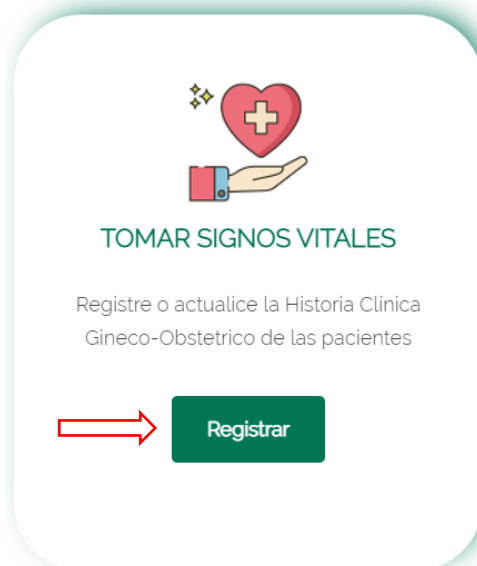 TOMAR SIGNOS VITALES
Registre o actualice la Historia Clínica
Gineco-Obstetrico de las pacientes
Registrar